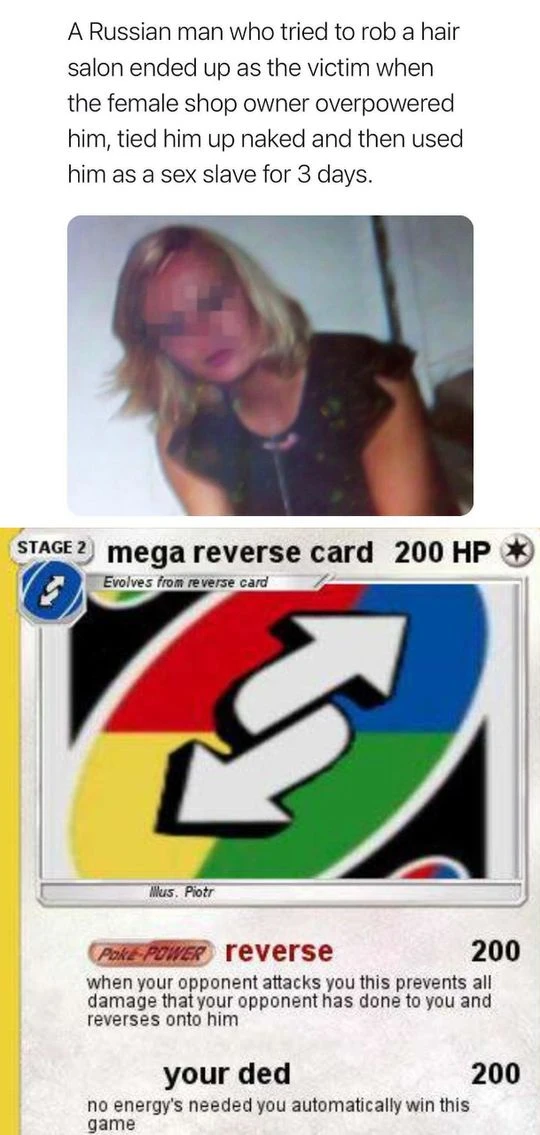 A Russian man who tried to rob a hair
salon ended up as the victim when
the female shop owner overpowered
him, tied him up naked and then used
him as a sex slave for 3 days.
STAGE 2 mega reverse card 200 HP
Evolves from reverse card
Illus. Piotr
Poké-POWER reverse 200
when your opponent attacks you this prevents all
damage that your opponent has done to you and
reverses onto him
your ded 200
no energy's needed you automatically win this
game